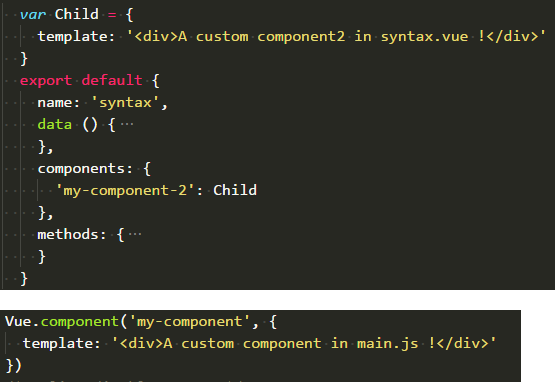 var Child = {
template: '<div>A custom component2 in syntax.vue !</div>'
}
export default {
name: 'syntax',
data () { ···
},
components: {
'my-component-2': Child
},
methods: { ···
}
}
Vue.component('my-component', {
template: '<div>A custom component in main.js !</div>'
})